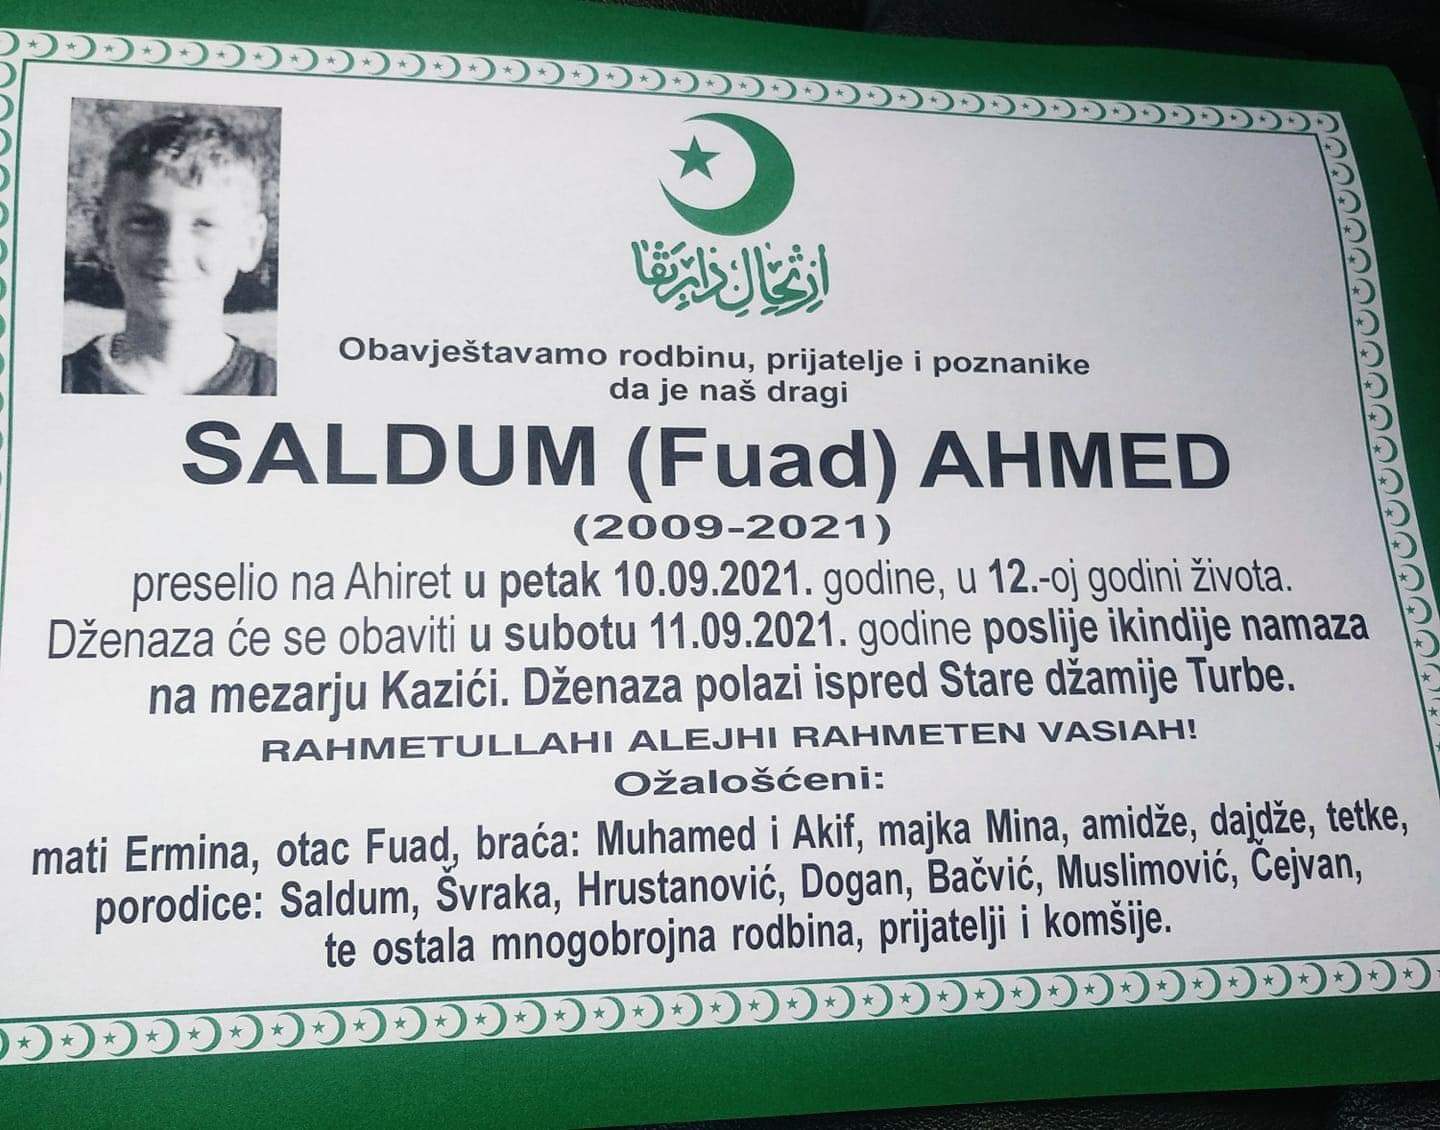 ارتحال دار بقا
Obavještavamo rodbinu, prijatelje i poznanike
da je naš dragi
SALDUM (Fuad) AHMED
(2009-2021)
preselio na Ahiret u petak 10.09.2021. godine, u 12.-oj godini života.
Dženaza će se obaviti u subotu 11.09.2021. godine poslije ikindije namaza
na mezarju Kazići. Dženaza polazi ispred Stare džamije Turbe.
RAHMETULLAHI ALEJHI RAHMETEN VASIAH!
Ožalošćeni:
mati Ermina, otac Fuad, braća: Muhamed i Akif, majka Mina, amidže, dajdže, tetke,
porodice: Saldum, Švraka, Hrustanović, Dogan, Bačvić, Muslimović, Čejvan,
te ostala mnogobrojna rodbina, prijatelji i komšije.